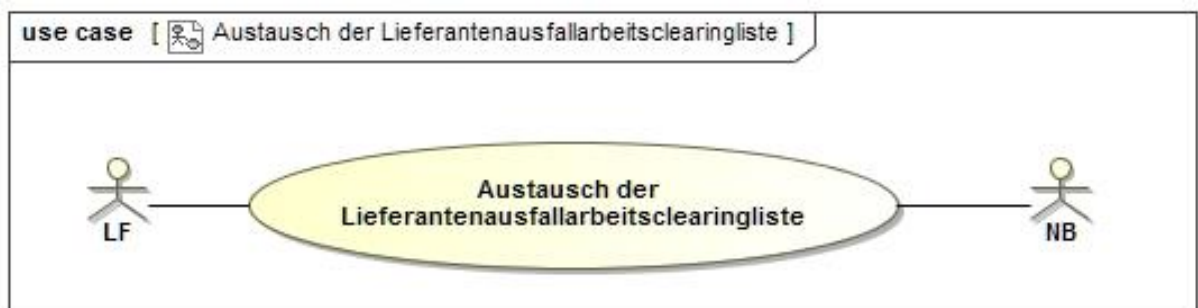 use case [ Austausch der Lieferantenausfallarbeitsclearingliste ]
Austausch der
Lieferantenausfallarbeitsclearingliste
LF
NB